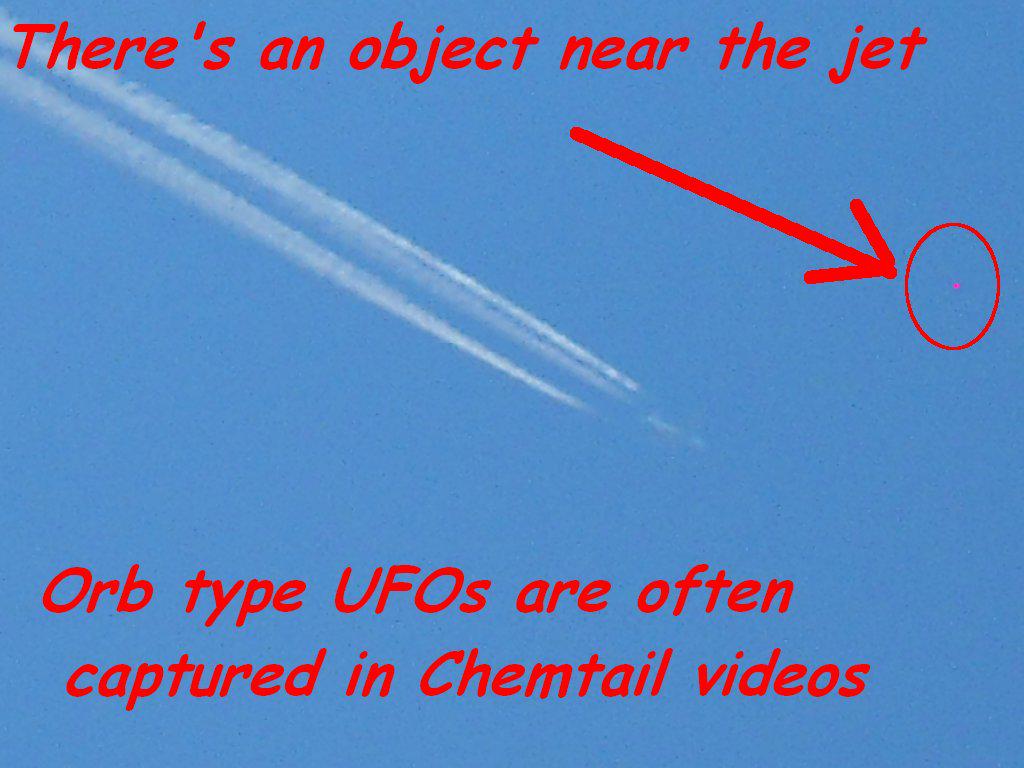 There's an object near the jet
Orb type UFOs are often
captured in Chemtail videos